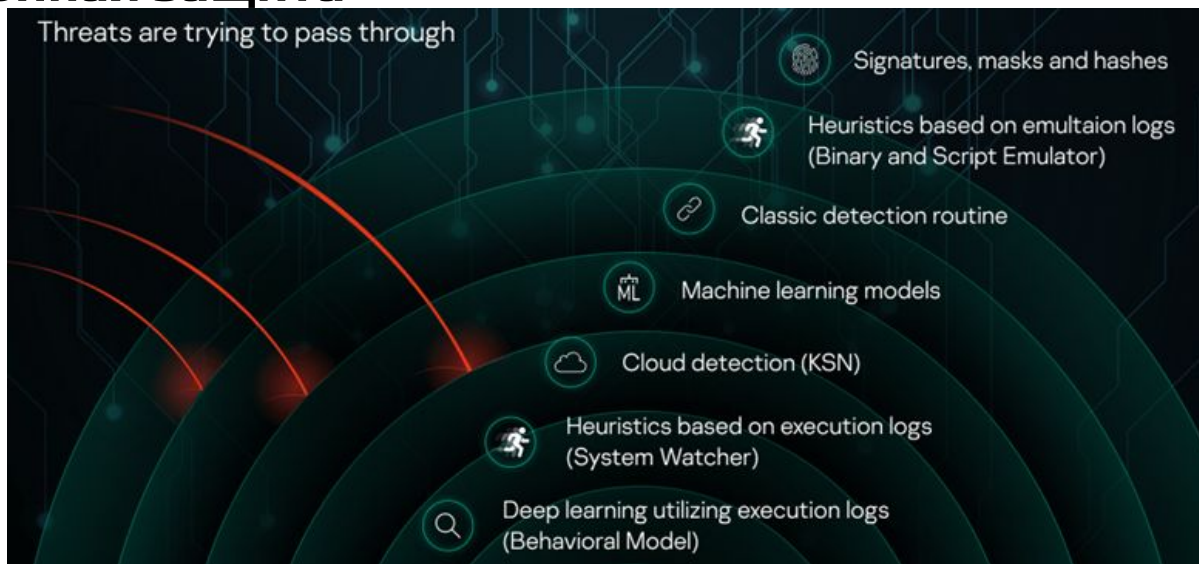 защита
Threats are trying to pass through
Signatures, masks and hashes
Heuristics based on emultaion logs
(Binary and Script Emulator)
Classic detection routine
ML
Machine learning models
Cloud detection (KSN)
Heuristics based on execution logs
(System Watcher)
Deep learning utilizing execution logs
(Behavioral Model)